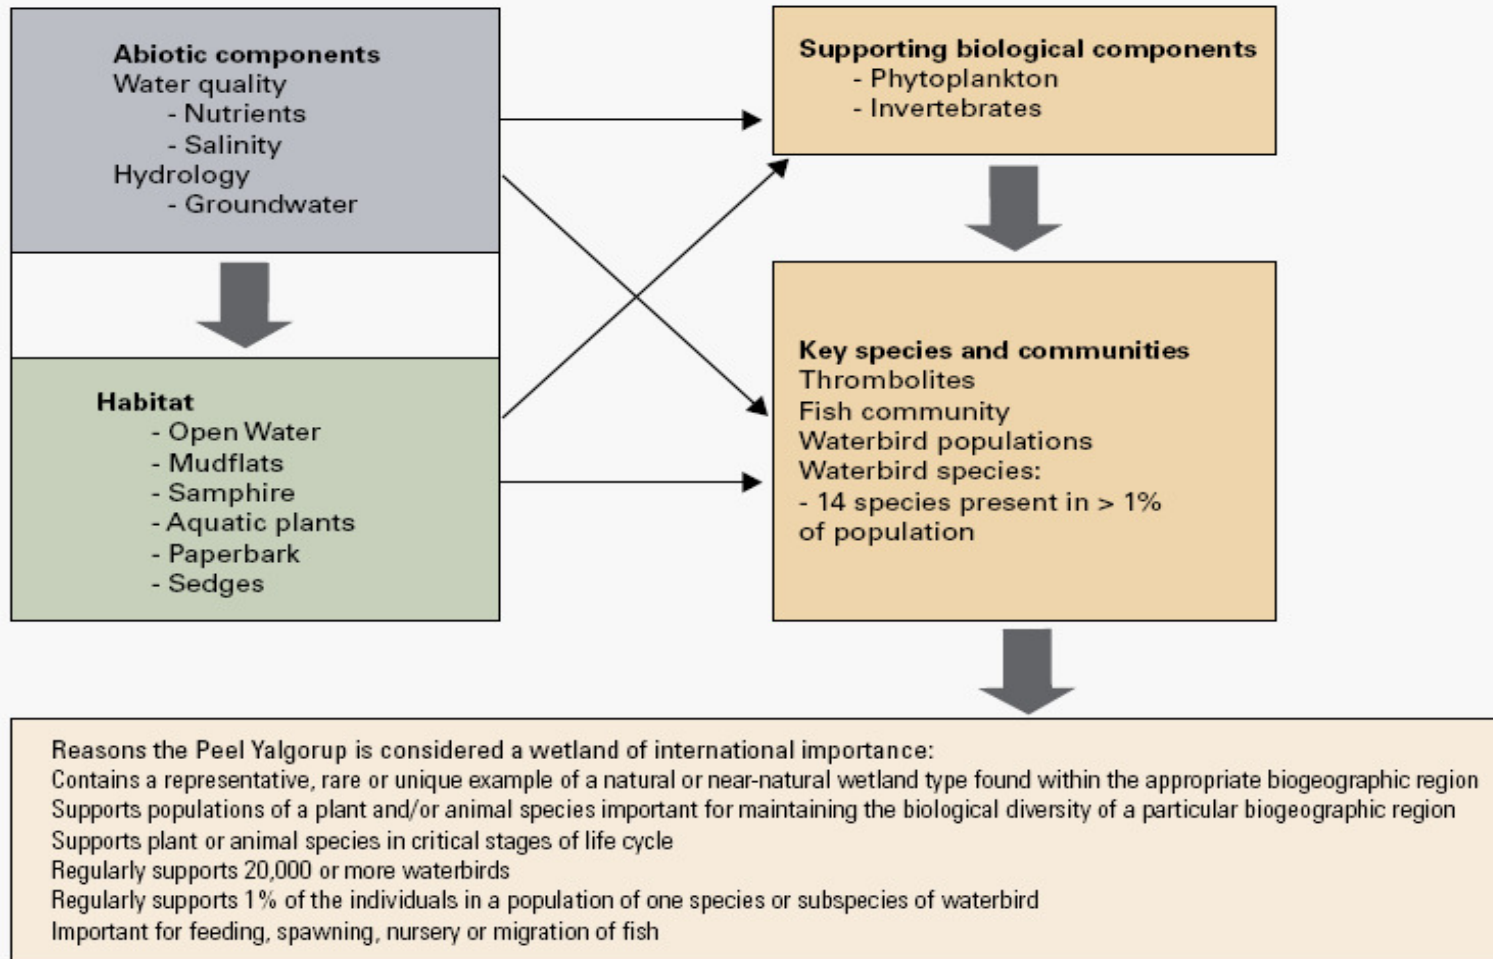 Abiotic components
Water quality
- Nutrients
- Salinity
Hydrology
- Groundwater
Habitat
- Open Water
- Mudflats
- Samphire
- Aquatic plants
- Paperbark
- Sedges
Supporting biological components
- Phytoplankton
- Invertebrates
Key species and communities
Thrombolites
Fish community
Waterbird populations
Waterbird species:
- 14 species present in > 1%
of population
Reasons the Peel Yalgorup is considered a wetland of international importance:
Contains a representative, rare or unique example of a natural or near-natural wetland type found within the appropriate biogeographic region
Supports populations of a plant and/or animal species important for maintaining the biological diversity of a particular biogeographic region
Supports plant or animal species in critical stages of life cycle
Regularly supports 20,000 or more waterbirds
Regularly supports 1% of the individuals in a population of one species or subspecies of waterbird
Important for feeding, spawning, nursery or migration of fish